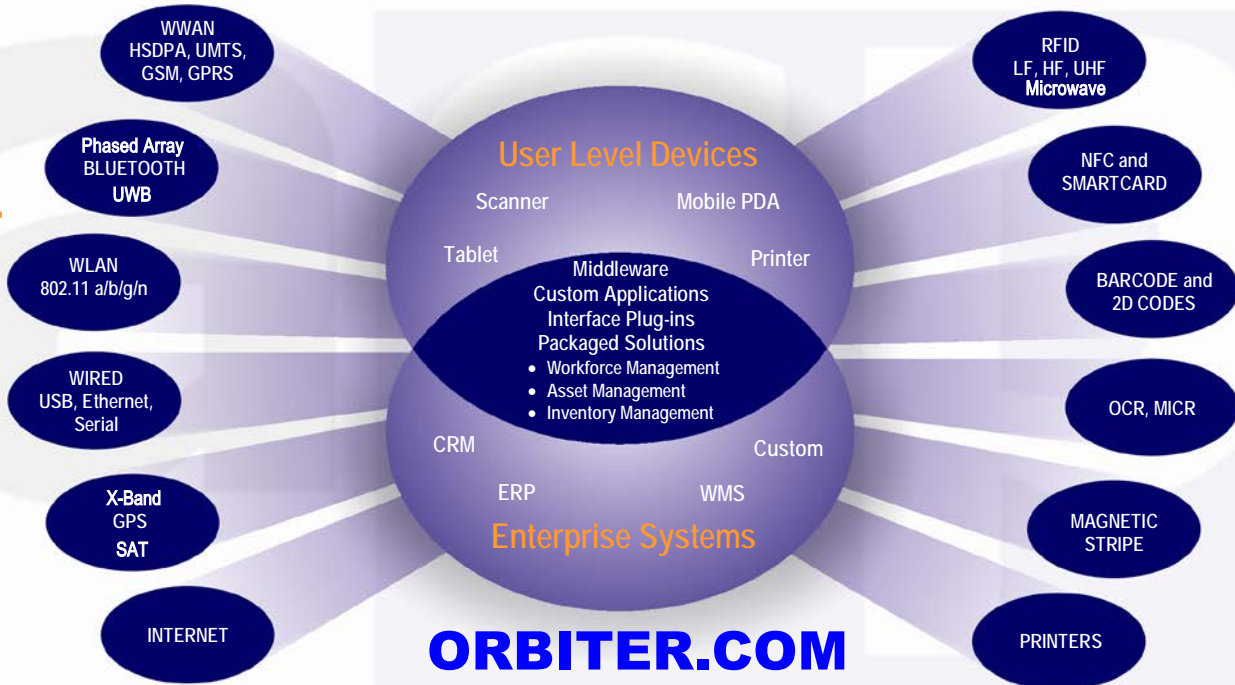 WWAN
HSDPA, UMTS,
GSM, GPRS
Phased Array
BLUETOOTH
UWB
WLAN
802.11 a/b/g/n
WIRED
USB, Ethernet,
Serial
X-Band
GPS
SAT
INTERNET
User Level Devices
Scanner
Mobile PDA
Tablet
Printer
Middleware
Custom Applications
Interface Plug-ins
Packaged Solutions
• Workforce Management
• Asset Management
• Inventory Management
CRM
Custom
ERP
WMS
Enterprise Systems
ORBITER.COM
RFID
LF, HF, UHF
Microwave
NFC and
SMARTCARD
BARCODE and
2D CODES
OCR, MICR
MAGNETIC
STRIPE
PRINTERS